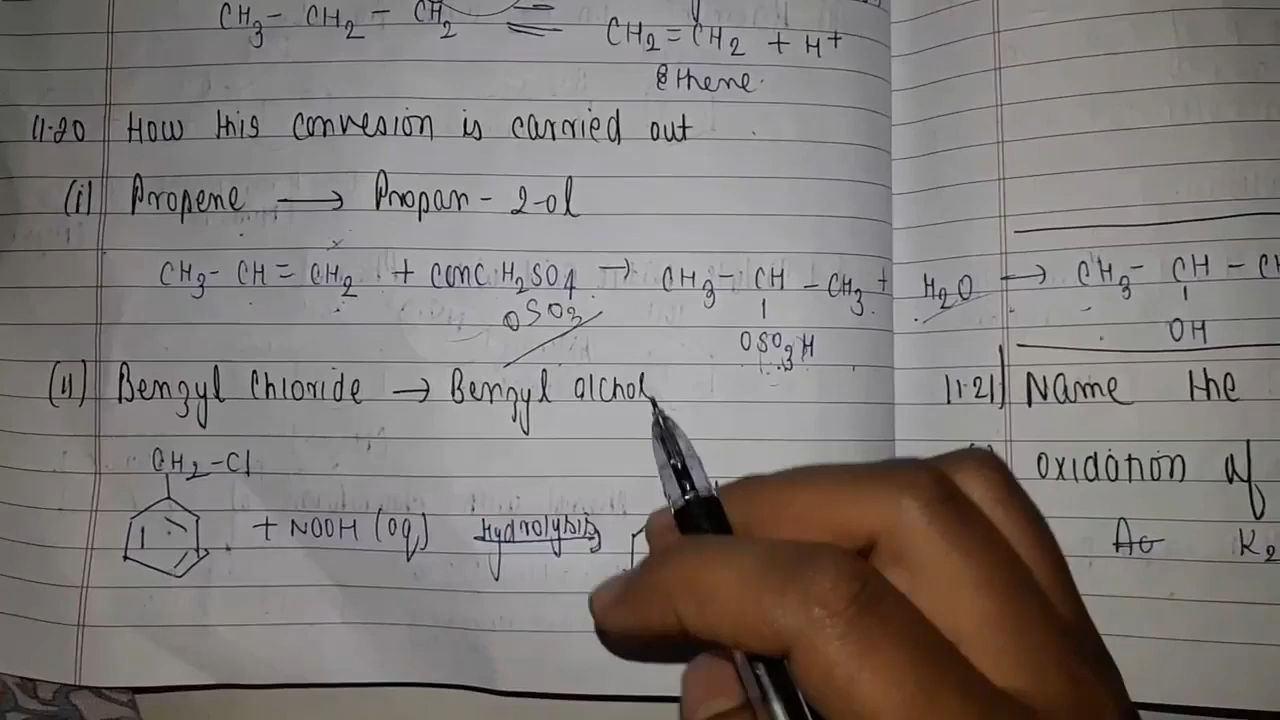 CH3 - CH2 - CH2
CH2 = CH2 + H+
Ethene.
11.20 How this convesion is carried out
(i) Propene → Propan - 2-ol
CH3 - CH = CH2 + conc H2SO4 → CH3 - CH - CH3 + H2O → CH3 - CH - CH
OSO3
OSO3H
OH
(ii) Benzyl Chloride → Benzyl alchol
CH2 - Cl
+ NOOH (aq) Hydrolysis
11.21) Name the
oxidation of
K2